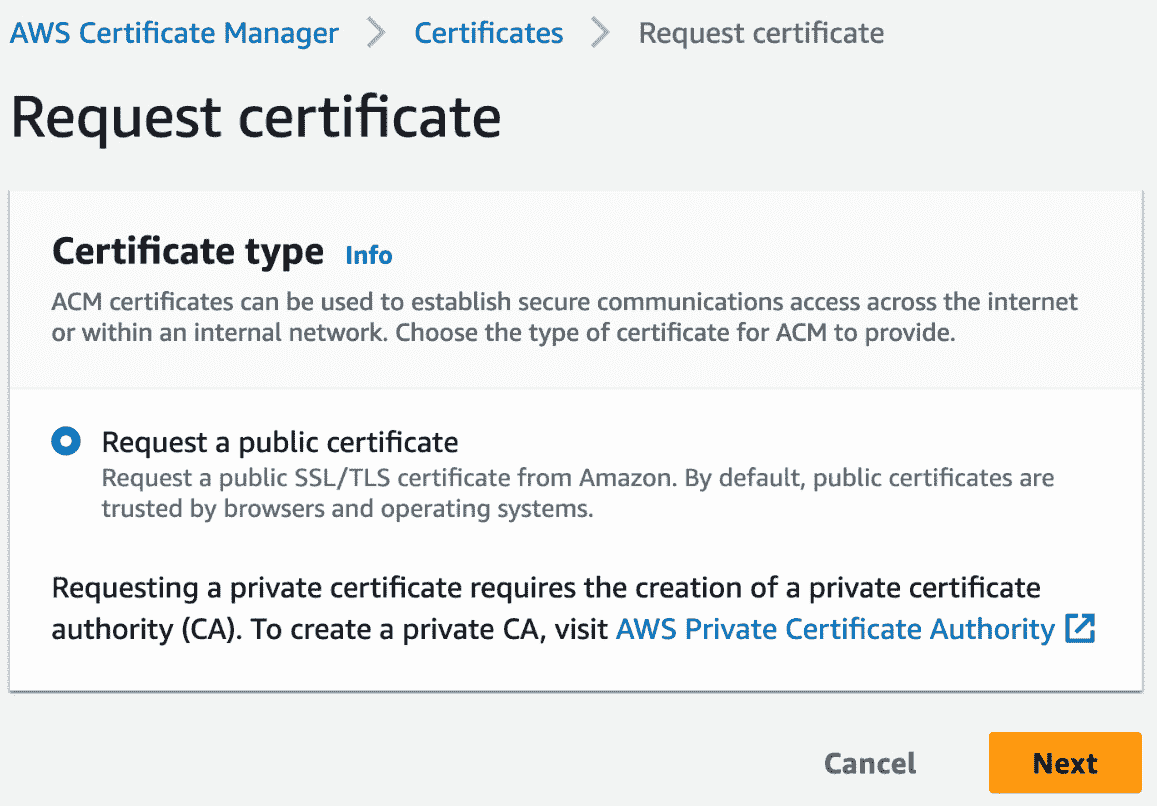 AWS Certificate Manager > Certificates > Request certificate
Request certificate
Certificate type Info
ACM certificates can be used to establish secure communications access across the internet
or within an internal network. Choose the type of certificate for ACM to provide.
Request a public certificate
Request a public SSL/TLS certificate from Amazon. By default, public certificates are
trusted by browsers and operating systems.
Requesting a private certificate requires the creation of a private certificate
authority (CA). To create a private CA, visit AWS Private Certificate Authority
Cancel Next